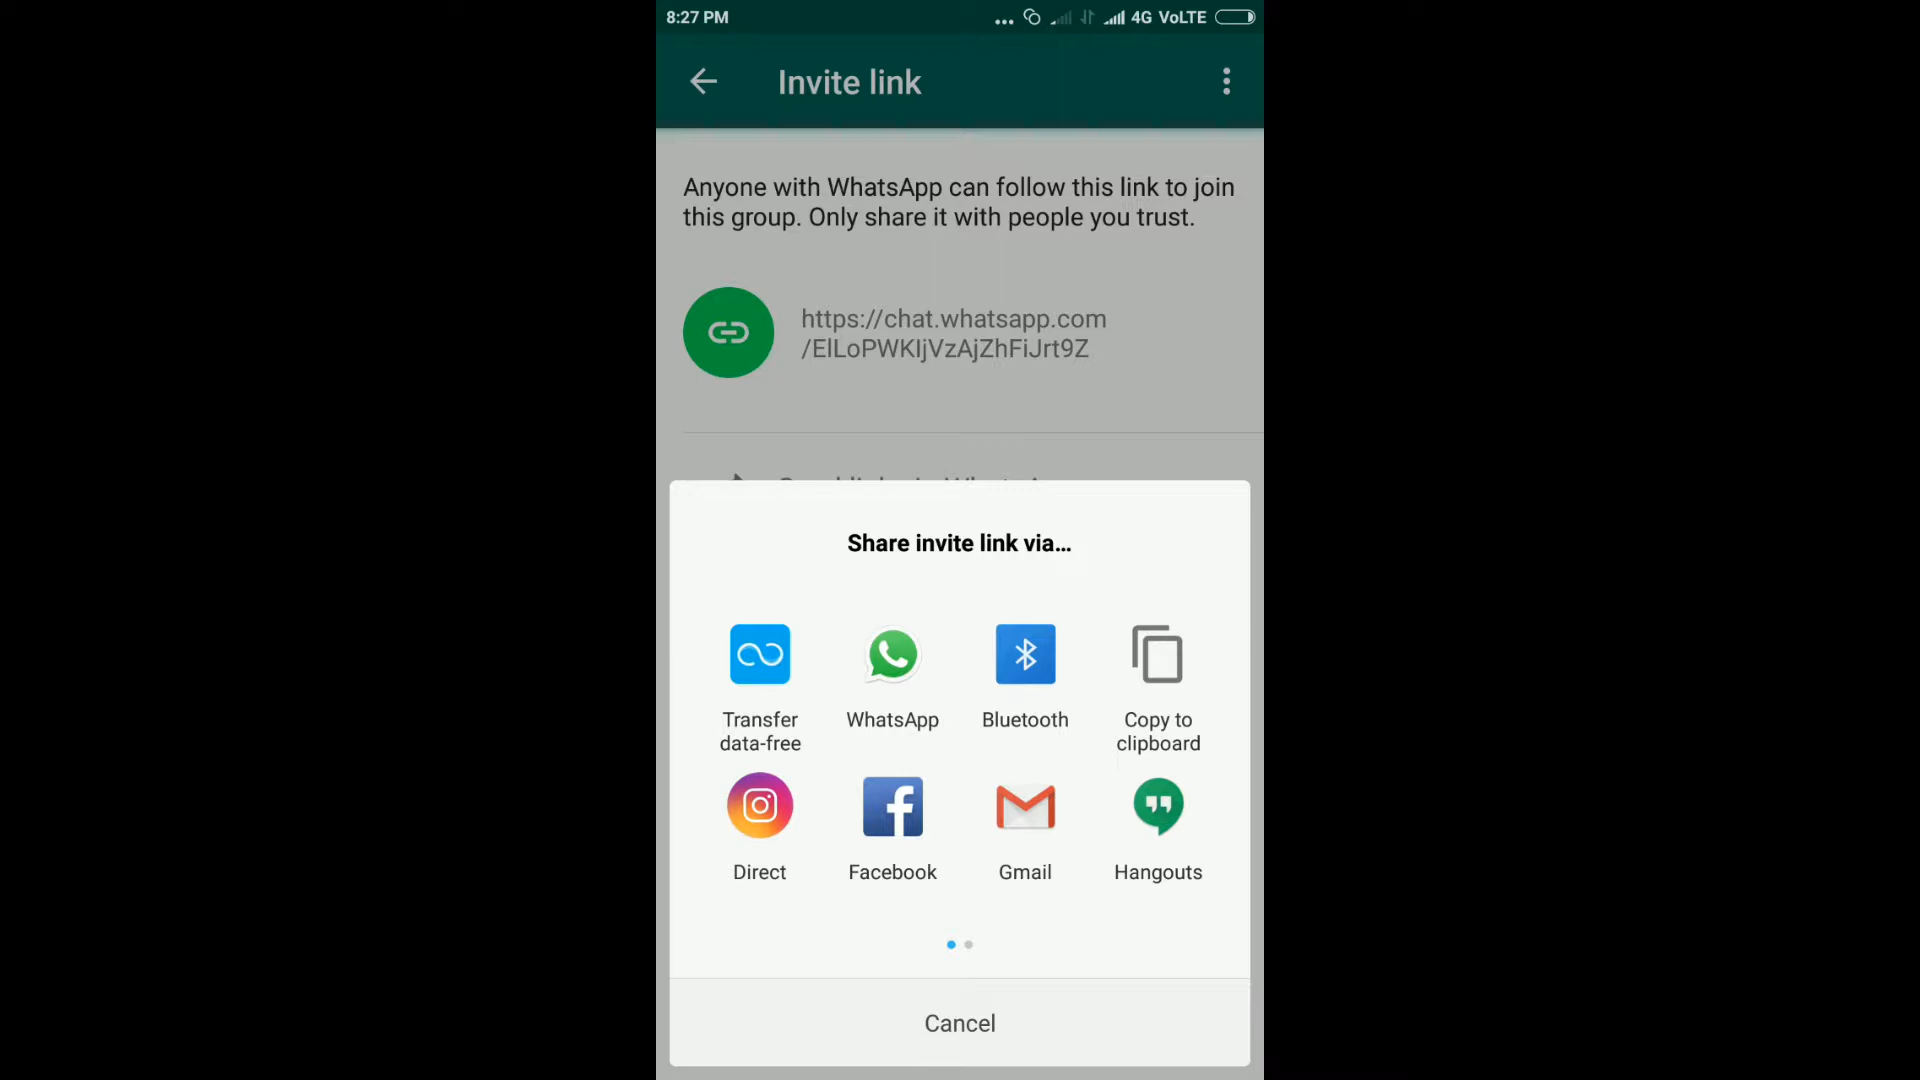 8:27 PM
4G VoLTE
Invite link
Anyone with WhatsApp can follow this link to join
this group. Only share it with people you trust.
https://chat.whatsapp.com
/ElLoPWKIjVzAjZhFiJrt9Z
Share invite link via...
Transfer data-free
WhatsApp
Bluetooth
Copy to clipboard
Direct
Facebook
Gmail
Hangouts
Cancel